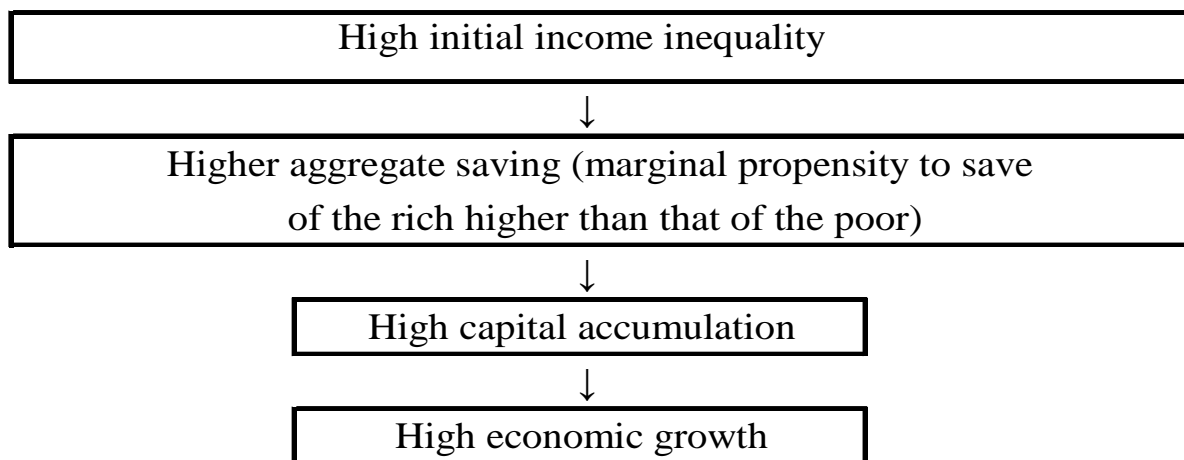 High initial income inequality
↓
Higher aggregate saving (marginal propensity to save
of the rich higher than that of the poor)
↓
High capital accumulation
↓
High economic growth